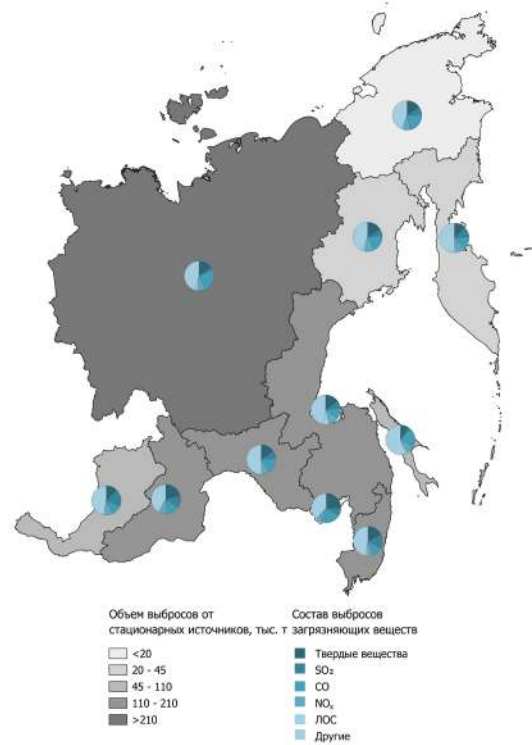 Объем выбросов от
стационарных источников, тыс. т
<20
20 - 45
45 - 110
110 - 210
>210
Состав выбросов
загрязняющих веществ
Твердые вещества
SO₂
CO
NOₓ
ЛОС
Другие